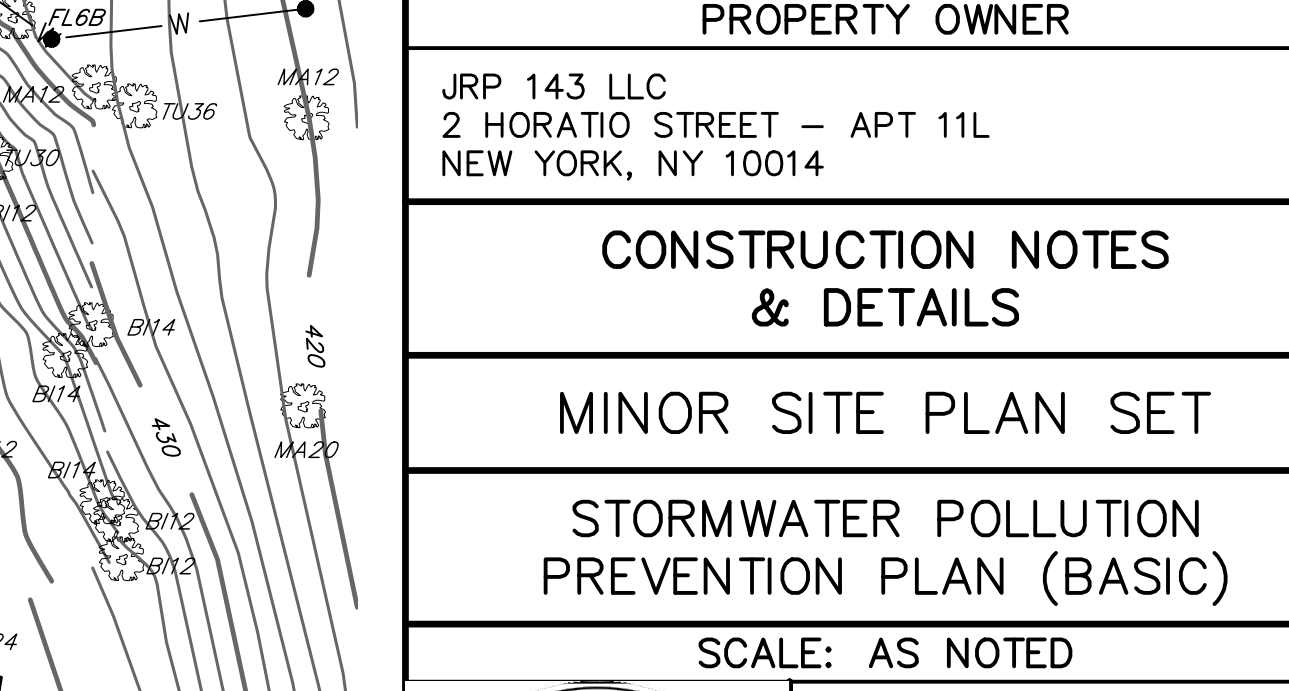 FL6B
W
MA12
TU36
MA12
TU30
BI12
BI14
BI14
420
430
MA20
BI14
BI12
BI12
PROPERTY OWNER
JRP 143 LLC
2 HORATIO STREET – APT 11L
NEW YORK, NY 10014
CONSTRUCTION NOTES
& DETAILS
MINOR SITE PLAN SET
STORMWATER POLLUTION
PREVENTION PLAN (BASIC)
SCALE: AS NOTED